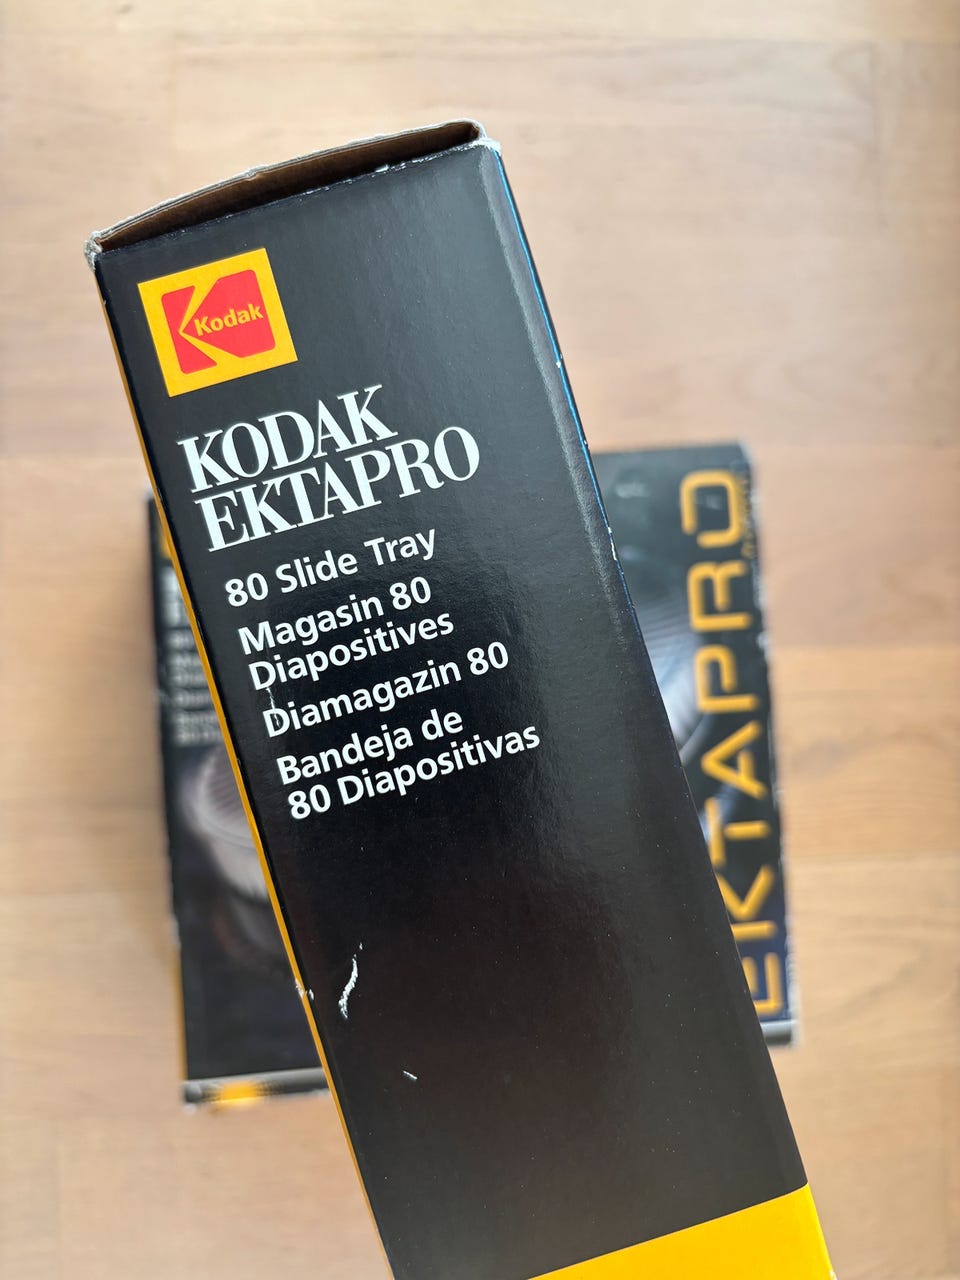 Kodak
KODAK
EKTAPRO
80 Slide Tray
Magasin 80
Diapositives
Diamagazin 80
Bandeja de
80 Diapositivas
EKTAPRO